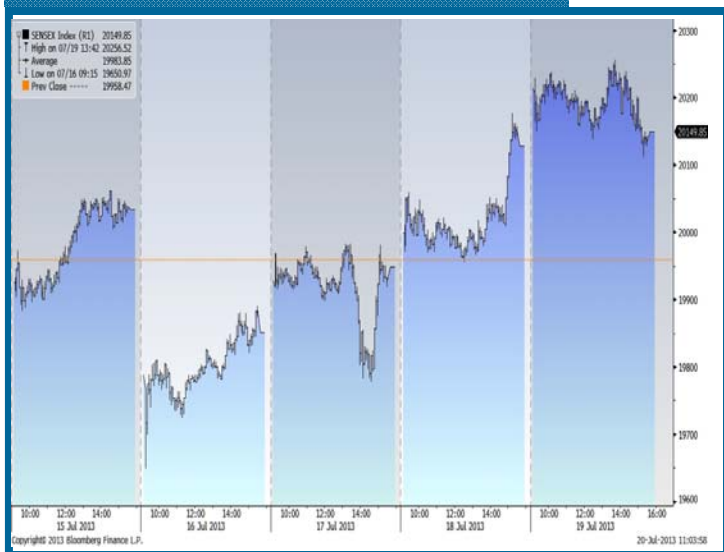 SENSEX Index (R1) 20149.85
High on 07/19 13:42 20256.52
Average 19983.85
Low on 07/16 09:15 19650.97
Prev Close ----- 19958.47
20300
20200
20149.85
20100
20000
19900
19800
19700
19600
10:00 12:00 14:00 10:00 12:00 14:00 10:00 12:00 14:00 10:00 12:00 14:00 10:00 12:00 14:00 16:00
15 Jul 2013 16 Jul 2013 17 Jul 2013 18 Jul 2013 19 Jul 2013
Copyright© 2013 Bloomberg Finance L.P. 20-Jul-2013 11:03:58